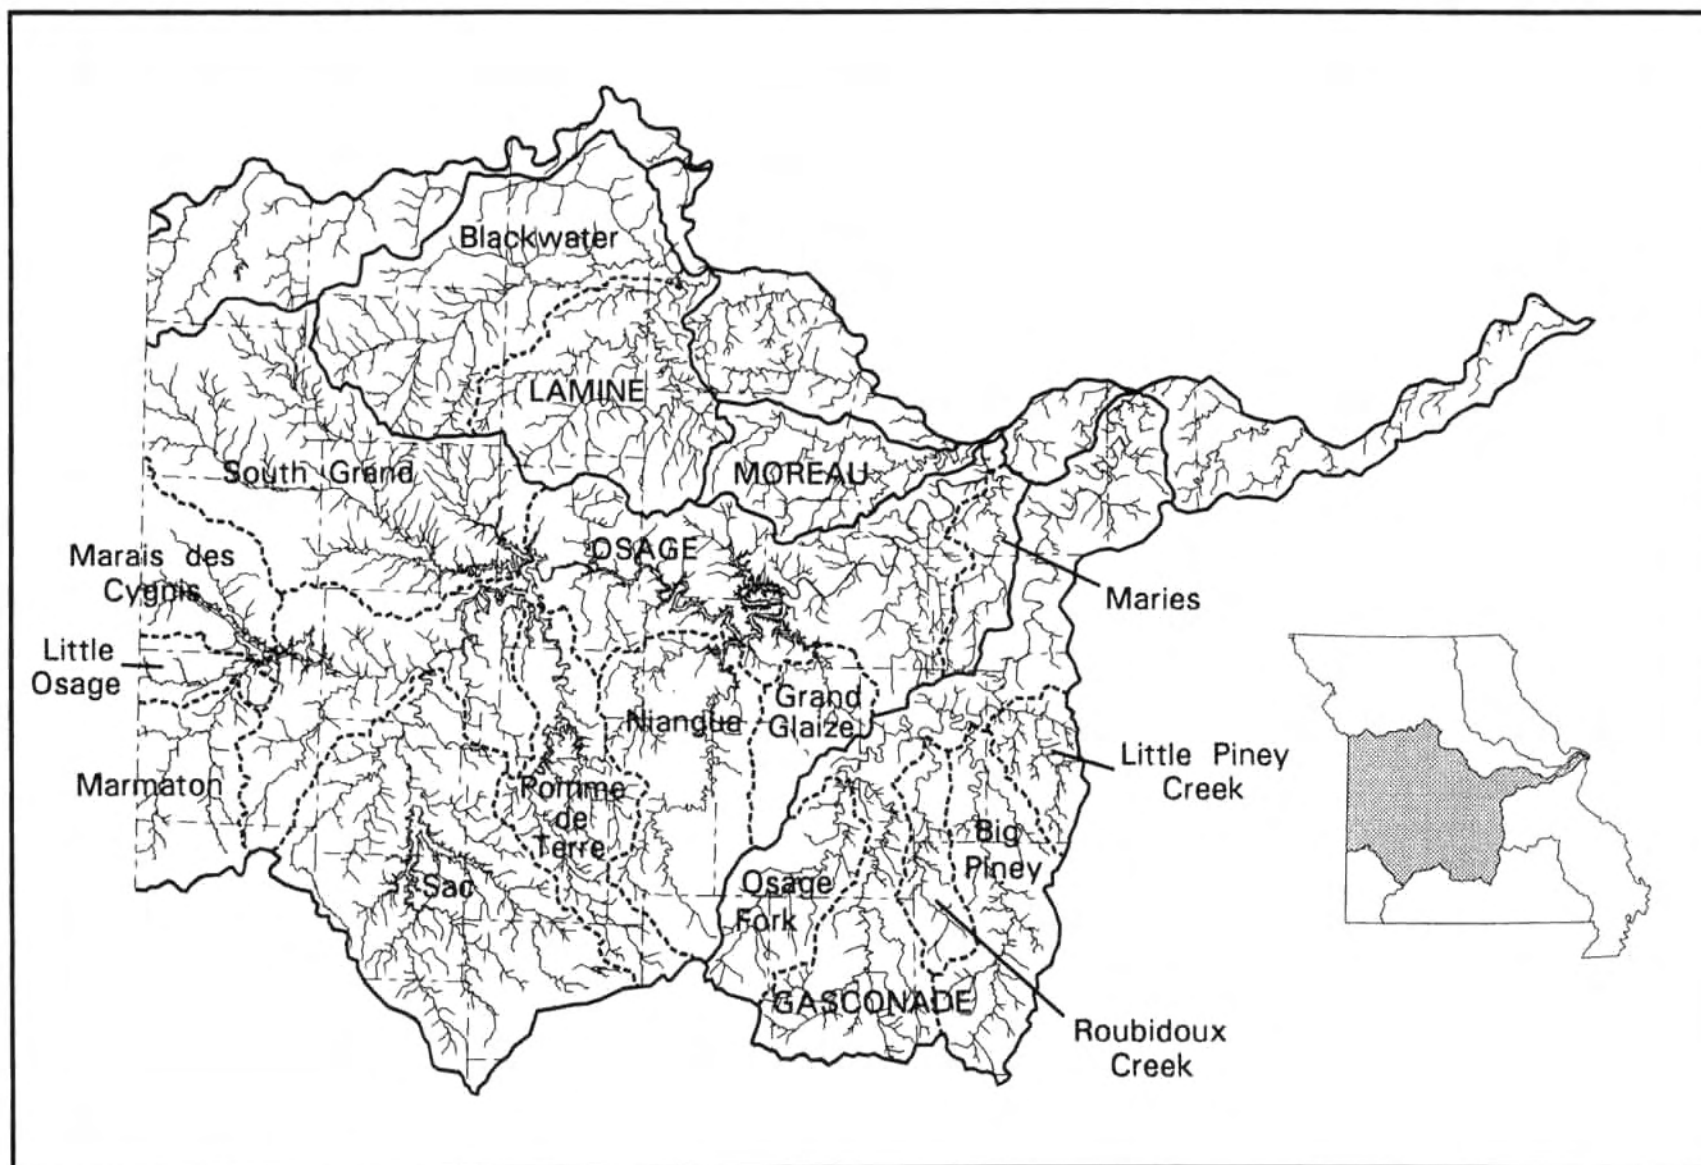 Blackwater
LAMINE
South Grand
MOREAU
OSAGE
Marais des
Cygnis
Maries
Little
Osage
Grand
Glaize
Niangua
Little Piney
Creek
Marmaton
Pomme
de
Terre
Big
Piney
Sac
Osage
Fork
GASCONADE
Roubidoux
Creek